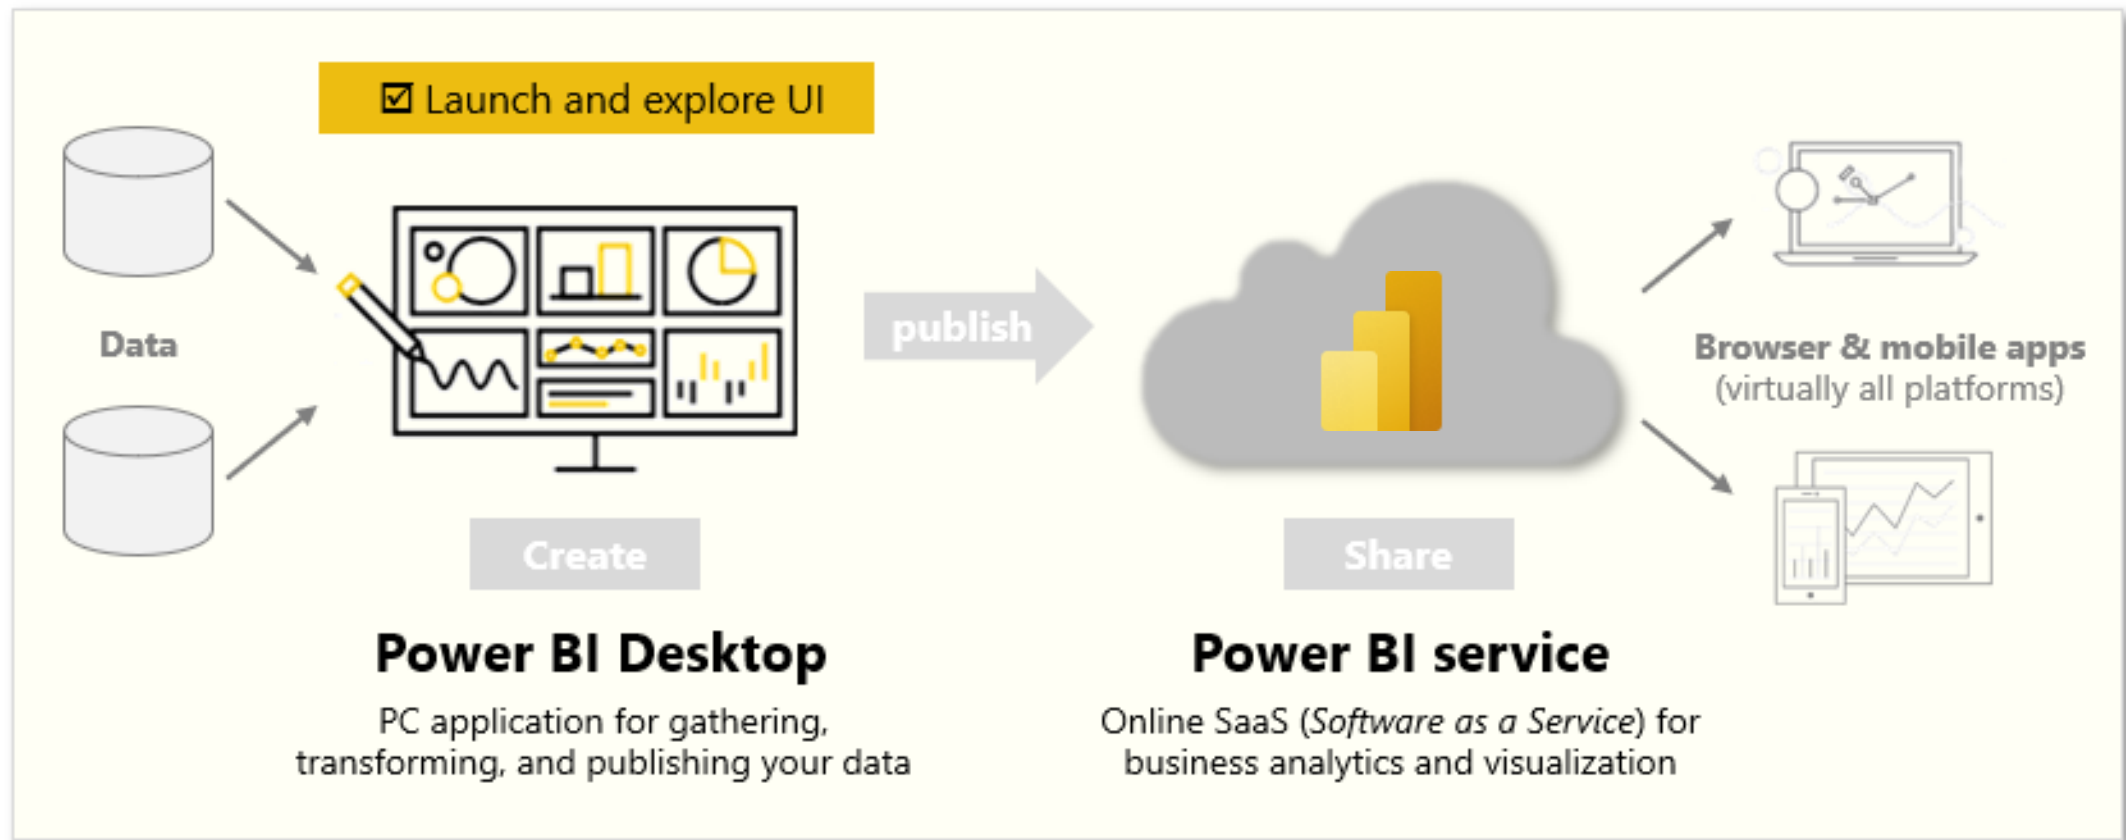 ☑ Launch and explore UI
Data
publish
Browser & mobile apps
(virtually all platforms)
Create
Share
Power BI Desktop
PC application for gathering,
transforming, and publishing your data
Power BI service
Online SaaS (Software as a Service) for
business analytics and visualization